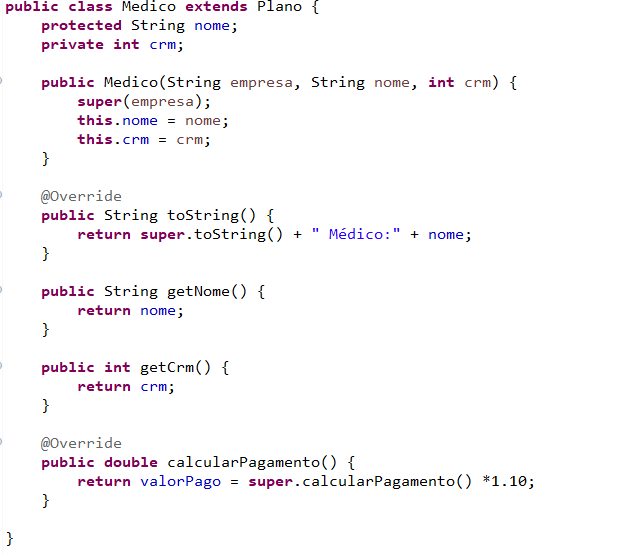 public class Medico extends Plano {
    protected String nome;
    private int crm;

    public Medico(String empresa, String nome, int crm) {
        super(empresa);
        this.nome = nome;
        this.crm = crm;
    }

    @Override
    public String toString() {
        return super.toString() + " Médico:" + nome;
    }

    public String getNome() {
        return nome;
    }

    public int getCrm() {
        return crm;
    }

    @Override
    public double calcularPagamento() {
        return valorPago = super.calcularPagamento() *1.10;
    }

}